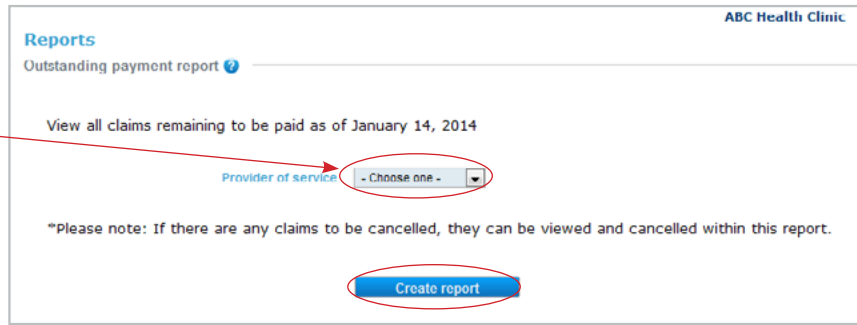 ABC Health Clinic
Reports
Outstanding payment report ?
View all claims remaining to be paid as of January 14, 2014
Provider of service - Choose one -
*Please note: If there are any claims to be cancelled, they can be viewed and cancelled within this report.
Create report